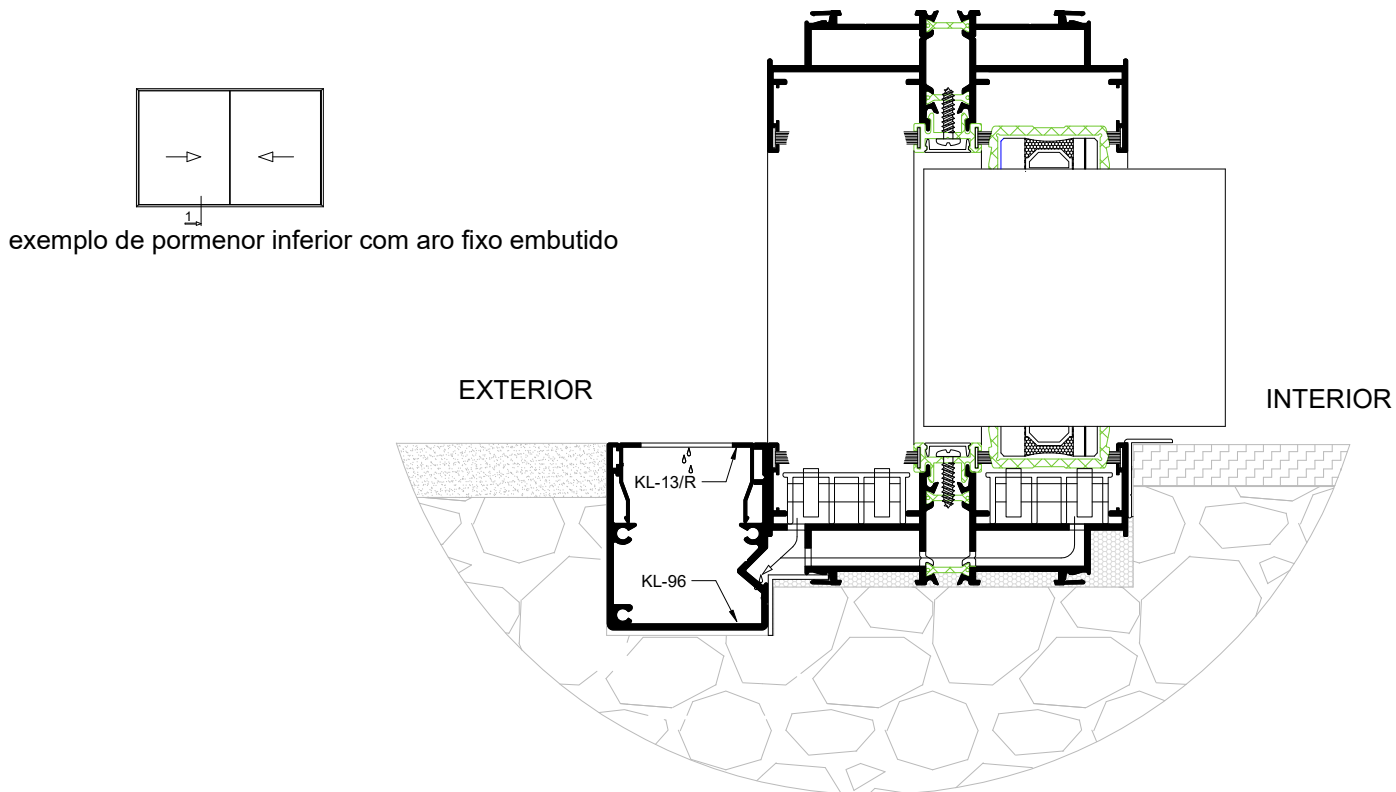 1
exemplo de pormenor inferior com aro fixo embutido
EXTERIOR
INTERIOR
KL-13/R
KL-96